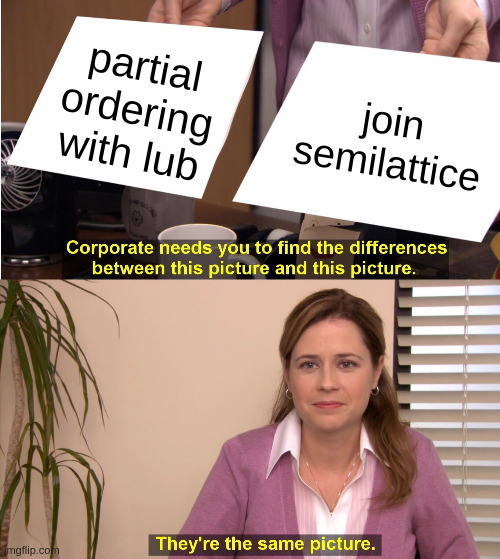 partial
ordering
with lub
join
semilattice
Corporate needs you to find the differences
between this picture and this picture.
They're the same picture.
imgflip.com